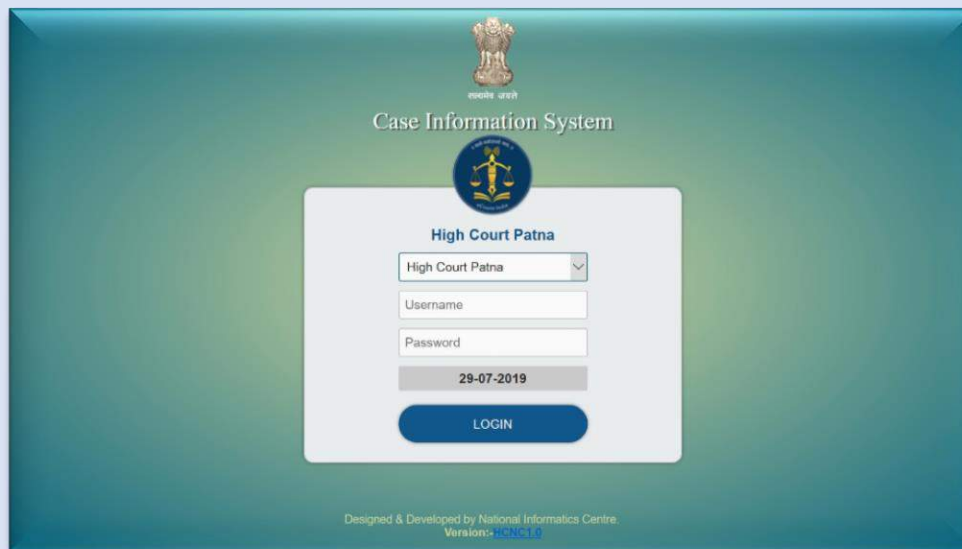 सत्यमेव जयते
Case Information System
High Court Patna
High Court Patna
Username
Password
29-07-2019
LOGIN
Designed & Developed by National Informatics Centre.
Version:-HCNC1.0